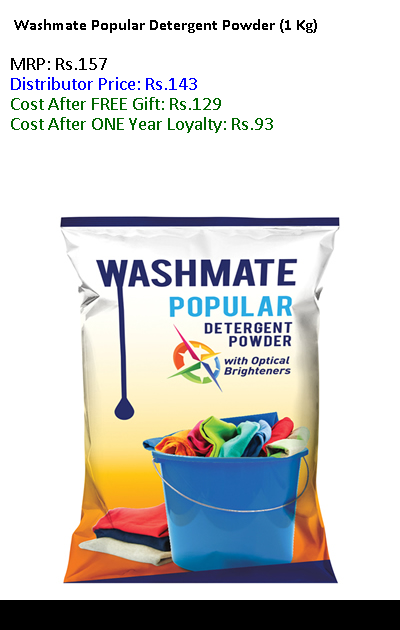 Washmate Popular Detergent Powder (1 Kg)
MRP: Rs.157
Distributor Price: Rs.143
Cost After FREE Gift: Rs.129
Cost After ONE Year Loyalty: Rs.93
WASHMATE
POPULAR
DETERGENT
POWDER
with Optical
Brighteners